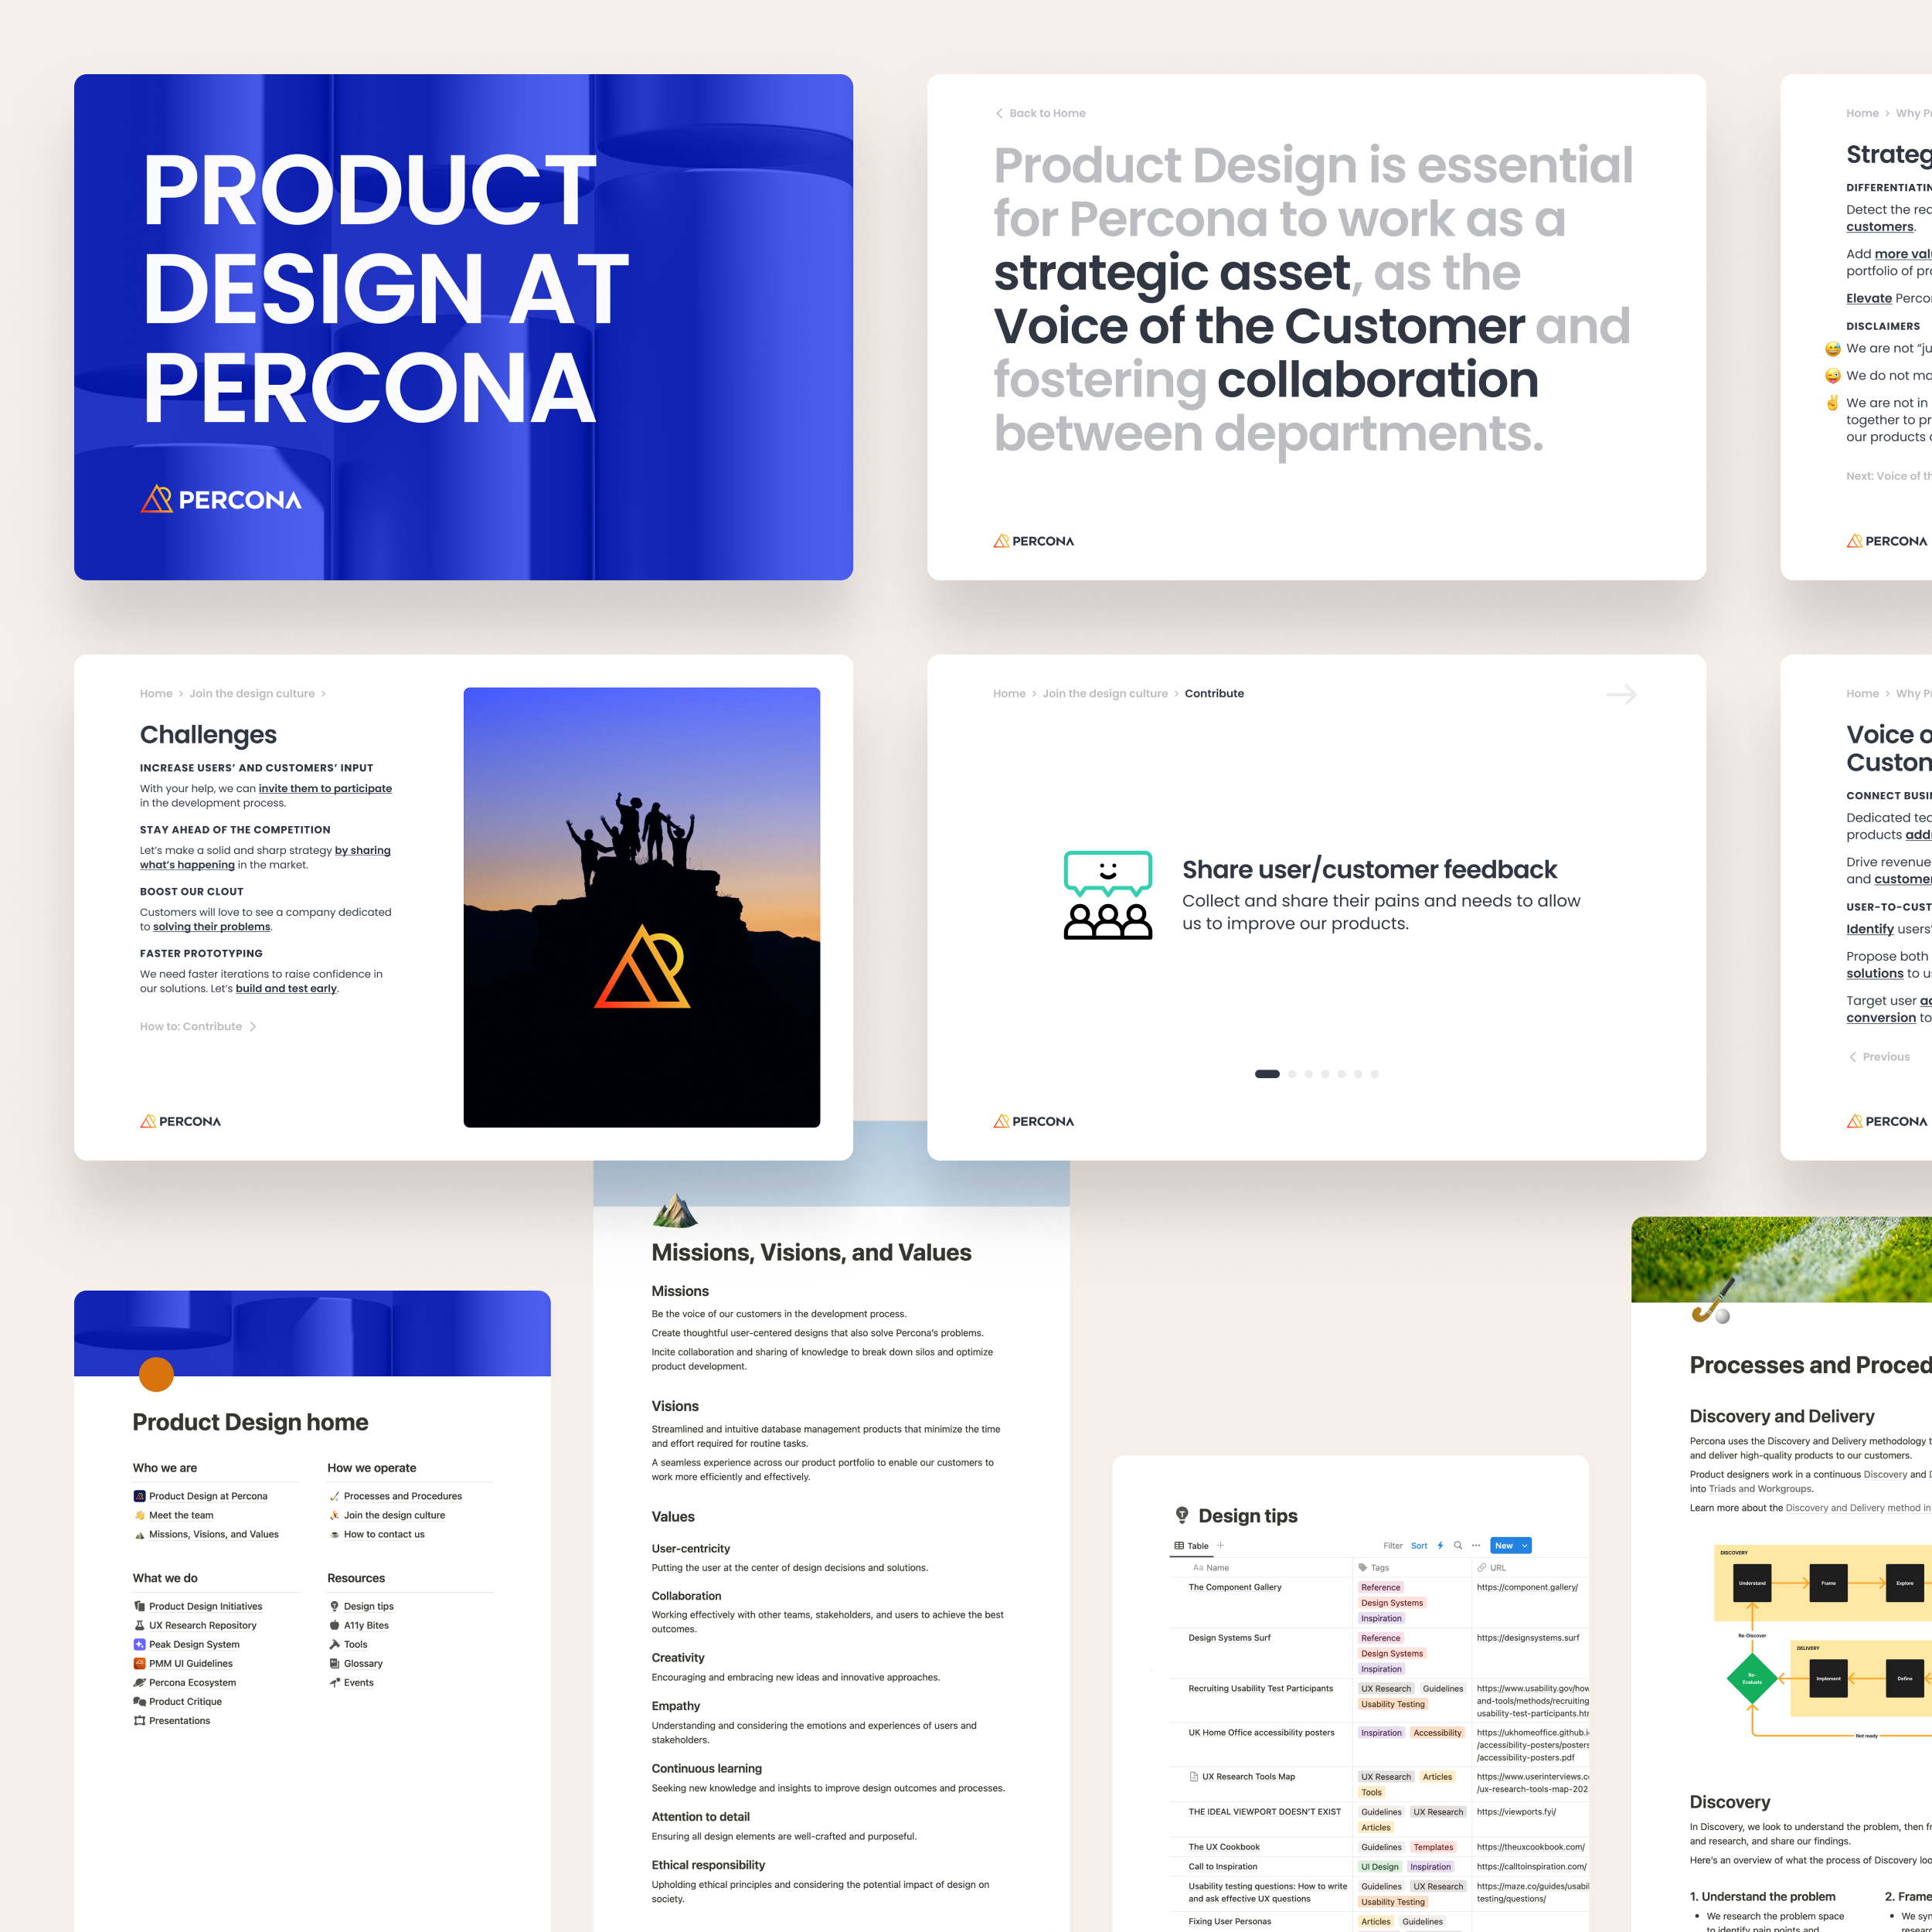 PRODUCT
DESIGN AT
PERCONA
PERCONA
Back to Home
Product Design is essential
for Percona to work as a
strategic asset, as the
Voice of the Customer and
fostering collaboration
between departments.
PERCONA
Home > Why
Strateg
DIFFERENTIATIN
Detect the
customers.
Add more
portfolio of
Elevate
DISCLAIMERS
We are not
We do not
We are not in
together to
our products
Next: Voice of
PERCONA
Home > Join the design culture >
Challenges
INCREASE USERS’ AND CUSTOMERS’ INPUT
With your help, we can invite them to participate
in the development process.
STAY AHEAD OF THE COMPETITION
Let’s make a solid and sharp strategy by sharing
what’s happening in the market.
BOOST OUR CLOUT
Customers will love to see a company dedicated
to solving their problems.
FASTER PROTOTYPING
We need faster iterations to raise confidence in
our solutions. Let’s build and test early.
How to: Contribute >
PERCONA
Home > Join the design culture > Contribute
Share user/customer feedback
Collect and share their pains and needs to allow
us to improve our products.
PERCONA
Home > Why
Voice
Custom
CONNECT
Dedicated
products
Drive revenue
and
USER-TO-CUST
Identify users’
Propose both
solutions to
Target user
conversion to
Previous
PERCONA
Product Design home
Who we are
Product Design at Percona
Meet the team
Missions, Visions, and Values
How we operate
Processes and Procedures
Join the design culture
How to contact us
What we do
Product Design Initiatives
UX Research Repository
Peak Design System
PMM UI Guidelines
Percona Ecosystem
Product Critique
Presentations
Resources
Design tips
A11y Bites
Tools
Glossary
Events
Missions, Visions, and Values
Missions
Be the voice of our customers in the development process.
Create thoughtful user-centered designs that also solve Percona’s problems.
Incite collaboration and sharing of knowledge to break down silos and optimize
product development.
Visions
Streamlined and intuitive database management products that minimize the time
and effort required for routine tasks.
A seamless experience across our product portfolio to enable our customers to
work more efficiently and effectively.
Values
User-centricity
Putting the user at the center of design decisions and solutions.
Collaboration
Working effectively with other teams, stakeholders, and users to achieve the best
outcomes.
Creativity
Encouraging and embracing new ideas and innovative approaches.
Empathy
Understanding and considering the emotions and experiences of users and
stakeholders.
Continuous learning
Seeking new knowledge and insights to improve design outcomes and processes.
Attention to detail
Ensuring all design elements are well-crafted and purposeful.
Ethical responsibility
Upholding ethical principles and considering the potential impact of design on
society.
Design tips
Table + Filter Sort New
Aa Name Tags URL
The Component Gallery Reference https://component.gallery/
Design Systems
Inspiration
Design Systems Surf Reference https://designsystems.surf
Design Systems
Inspiration
Recruiting Usability Test Participants UX Research Guidelines https://www.usability.gov/how
Usability Testing and-tools/methods/recruiting
usability-test-participants.htm
UK Home Office accessibility posters Inspiration Accessibility https://ukhomeoffice.github.i
/accessibility-posters/posters
/accessibility-posters.pdf
UX Research Tools Map UX Research Articles https://www.userinterviews.c
Tools /ux-research-tools-map-202
THE IDEAL VIEWPORT DOESN’T EXIST Guidelines UX Research https://viewports.fyi/
Articles
The UX Cookbook Guidelines Templates https://theuxcookbook.com/
Call to Inspiration UI Design Inspiration https://calltoinspiration.com/
Usability testing questions: How to write Guidelines UX Research https://maze.co/guides/usabil
and ask effective UX questions Usability Testing testing/questions/
Fixing User Personas Articles Guidelines
Processes and Proced
Discovery and Delivery
Percona uses the Discovery and Delivery methodology
and deliver high-quality products to our customers.
Product designers work in a continuous Discovery and
into Triads and Workgroups.
Learn more about the Discovery and Delivery method in
DISCOVERY
Understand Frame Explore
Re-Discover
DELIVERY
Re-
Evaluate
Implement Define
Not ready
Discovery
In Discovery, we look to understand the problem, then
and research, and share our findings.
Here’s an overview of what the process of Discovery
1. Understand the problem
• We research the problem space
to identify pain points and
2. Frame
• We